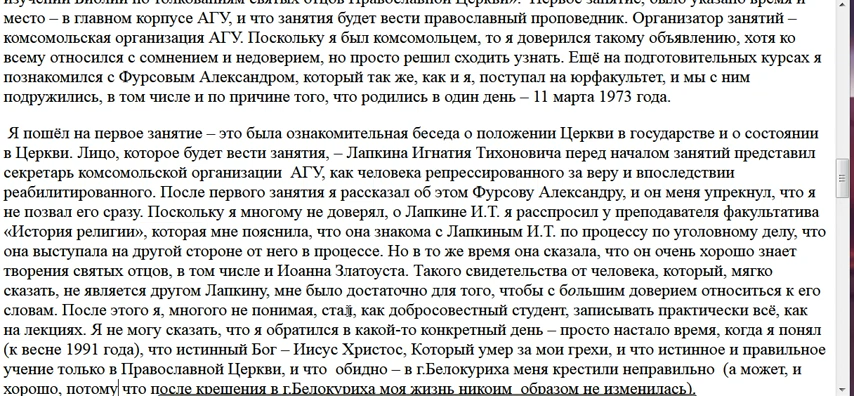 изучении Библии по толкованиям святых отцов Православной Церкви». Первое занятие, было указано время и
место – в главном корпусе АГУ, и что занятия будет вести православный проповедник. Организатор занятий –
комсомольская организация АГУ. Поскольку я был комсомольцем, то я доверился такому объявлению, хотя ко
всему относился с сомнением и недоверием, но просто решил сходить узнать. Ещё на подготовительных курсах я
познакомился с Фурсовым Александром, который так же, как и я, поступал на юрфакультет, и мы с ним
подружились, в том числе и по причине того, что родились в один день – 11 марта 1973 года.
Я пошёл на первое занятие – это была ознакомительная беседа о положении Церкви в государстве и о состоянии
в Церкви. Лицо, которое будет вести занятия, – Лапкина Игнатия Тихоновича перед началом занятий представил
секретарь комсомольской организации АГУ, как человека репрессированного за веру и впоследствии
реабилитированного. После первого занятия я рассказал об этом Фурсову Александру, и он меня упрекнул, что я
не позвал его сразу. Поскольку я многому не доверял, о Лапкине И.Т. я расспросил у преподавателя факультатива
«История религии», которая мне пояснила, что она знакома с Лапкиным И.Т. по процессу по уголовному делу, что
она выступала на другой стороне от него в процессе. Но в то же время она сказала, что он очень хорошо знает
творения святых отцов, в том числе и Иоанна Златоуста. Такого свидетельства от человека, который, мягко
сказать, не является другом Лапкину, мне было достаточно для того, чтобы с большим доверием относиться к его
словам. После этого я, многого не понимая, стал, как добросовестный студент, записывать практически всё, как
на лекциях. Я не могу сказать, что я обратился в какой-то конкретный день – просто настало время, когда я понял
(к весне 1991 года), что истинный Бог – Иисус Христос, Который умер за мои грехи, и что истинное и правильное
учение только в Православной Церкви, и что обидно – в г.Белокуриха меня крестили неправильно (а может, и
хорошо, потому что после крещения в г.Белокуриха моя жизнь никоим образом не изменилась).